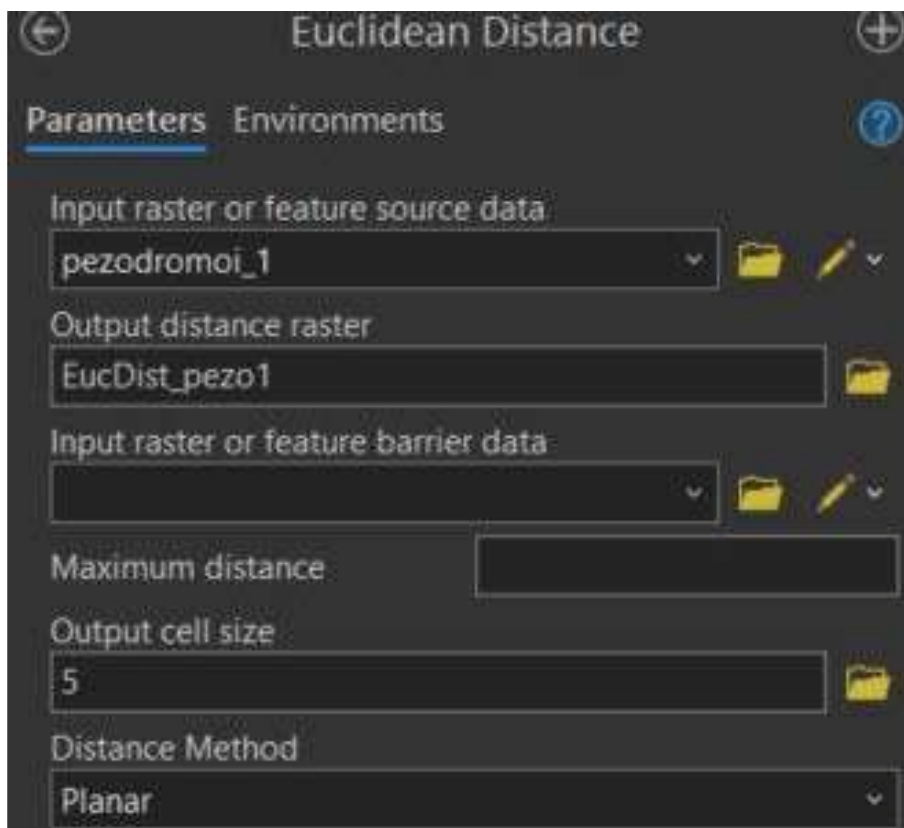 Euclidean Distance
Parameters Environments
Input raster or feature source data
pezodromoi_1
Output distance raster
EucDist_pezo1
Input raster or feature barrier data
Maximum distance
Output cell size
5
Distance Method
Planar